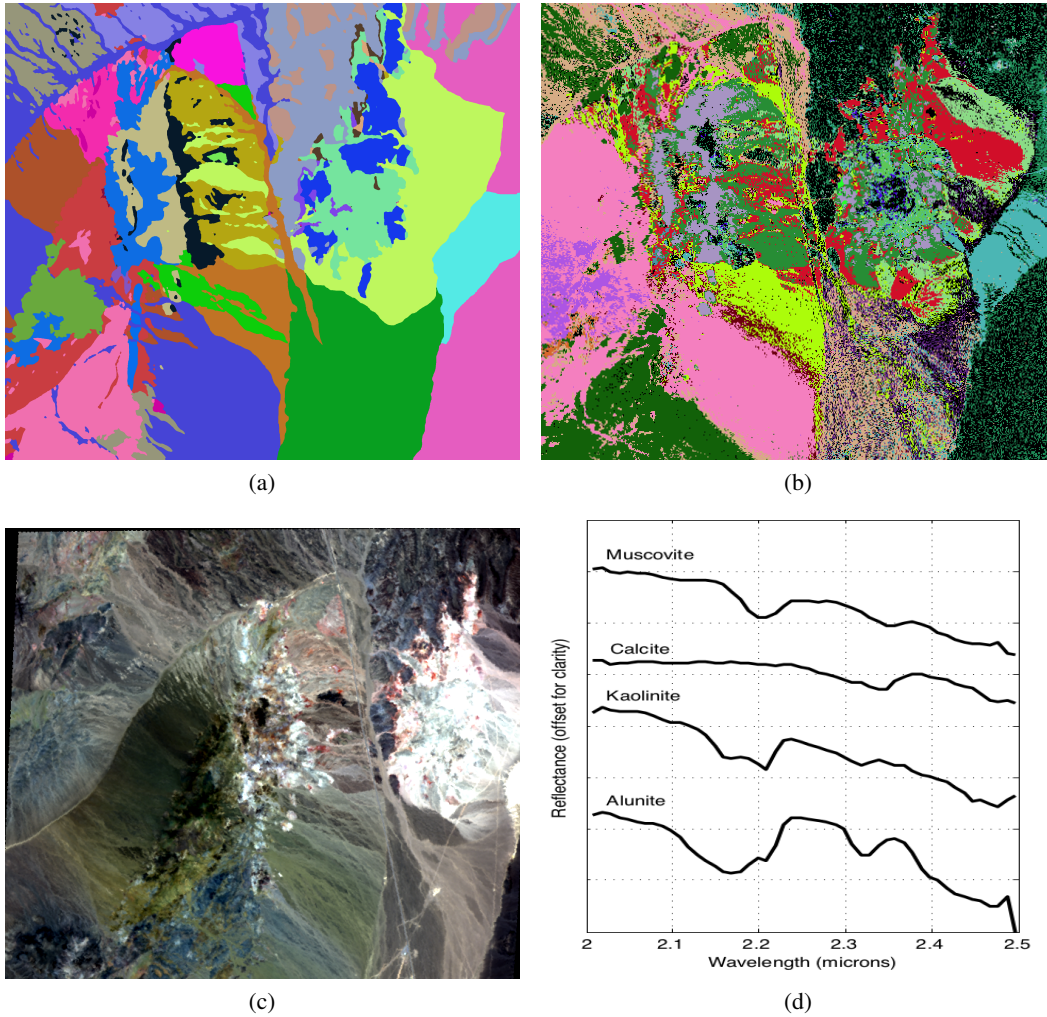 (a)
(b)
(c)
Reflectance (offset for clarity)
Muscovite
Calcite
Kaolinite
Alunite
2 2.1 2.2 2.3 2.4 2.5
Wavelength (microns)
(d)